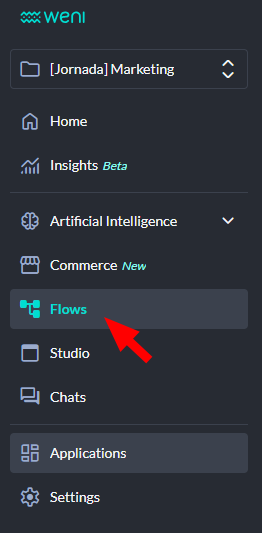 weni
[Jornada] Marketing
Home
Insights Beta
Artificial Intelligence
Commerce New
Flows
Studio
Chats
Applications
Settings